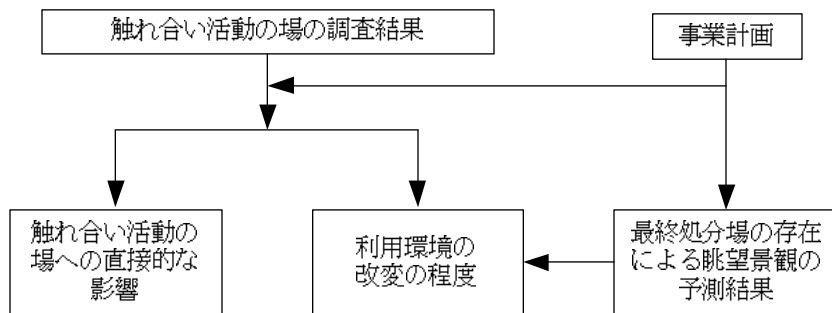 触れ合い活動の場の調査結果
事業計画
触れ合い活動の
場への直接的な
影響
利用環境の
改変の程度
最終処分場の存在
による眺望景観の
予測結果